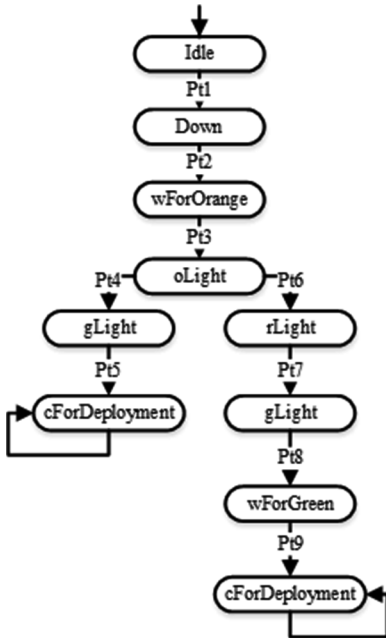 Idle
Pt1
Down
Pt2
wForOrange
Pt3
oLight
Pt4
Pt6
gLight
rLight
Pt5
Pt7
cForDeployment
gLight
Pt8
wForGreen
Pt9
cForDeployment